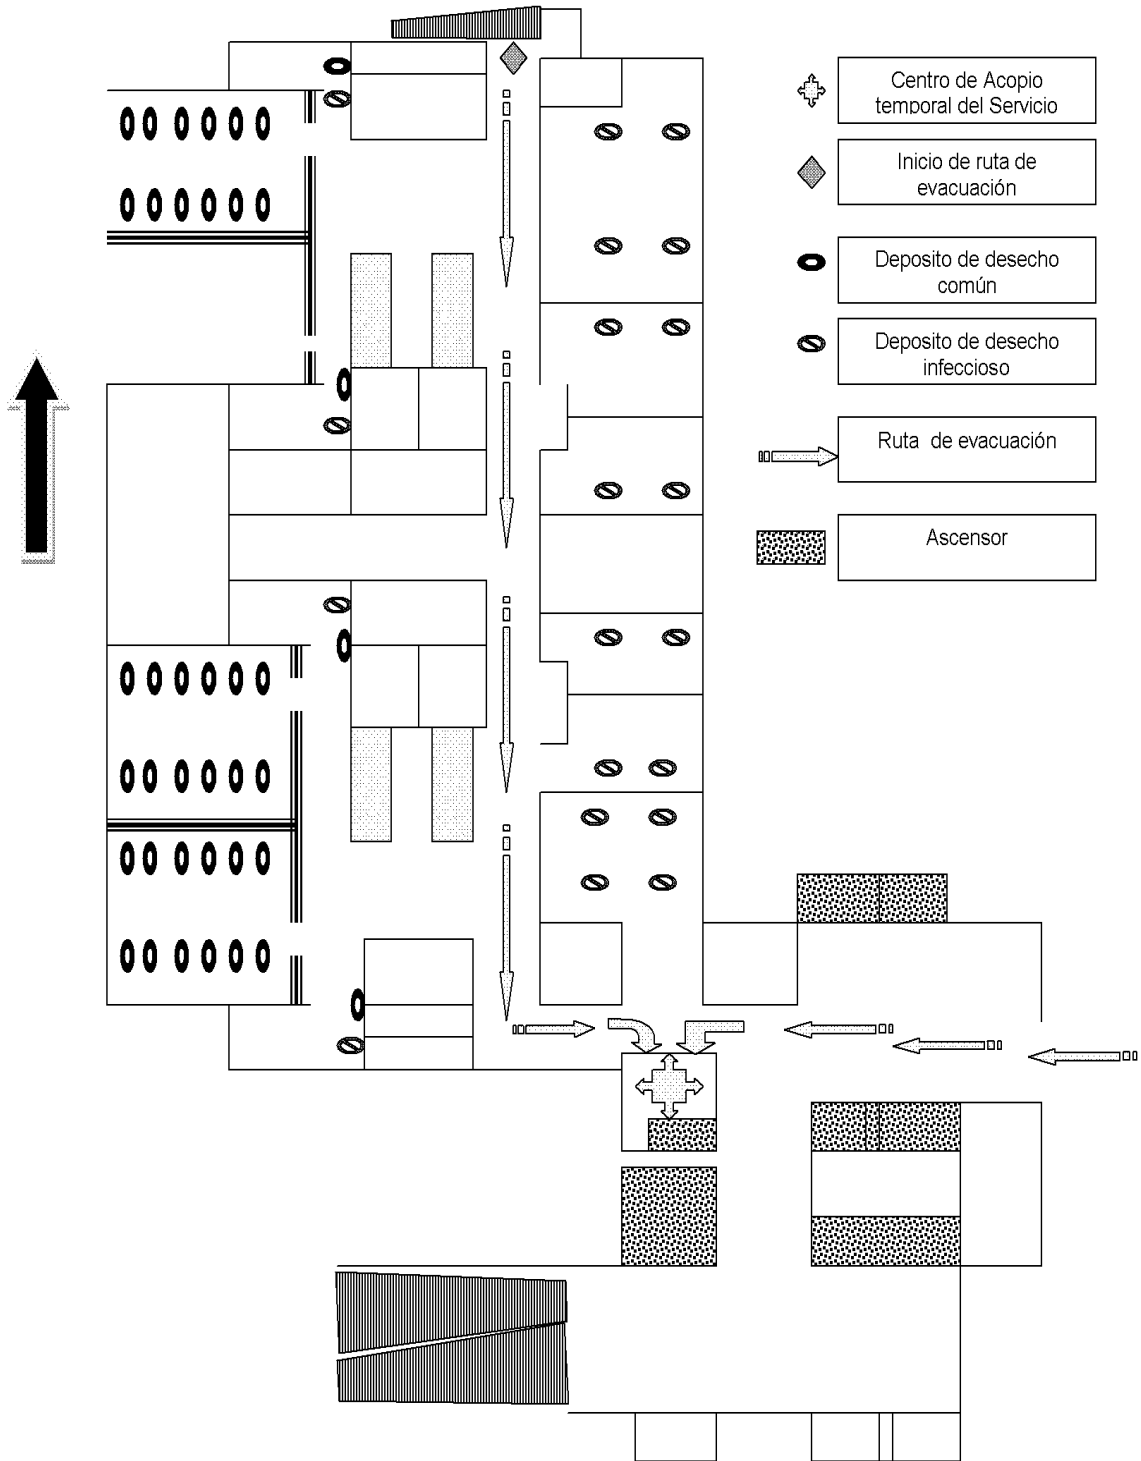 Centro de Acopio
temporal del Servicio
Inicio de ruta de
evacuación
Deposito de desecho
común
Deposito de desecho
infeccioso
Ruta de evacuación
Ascensor